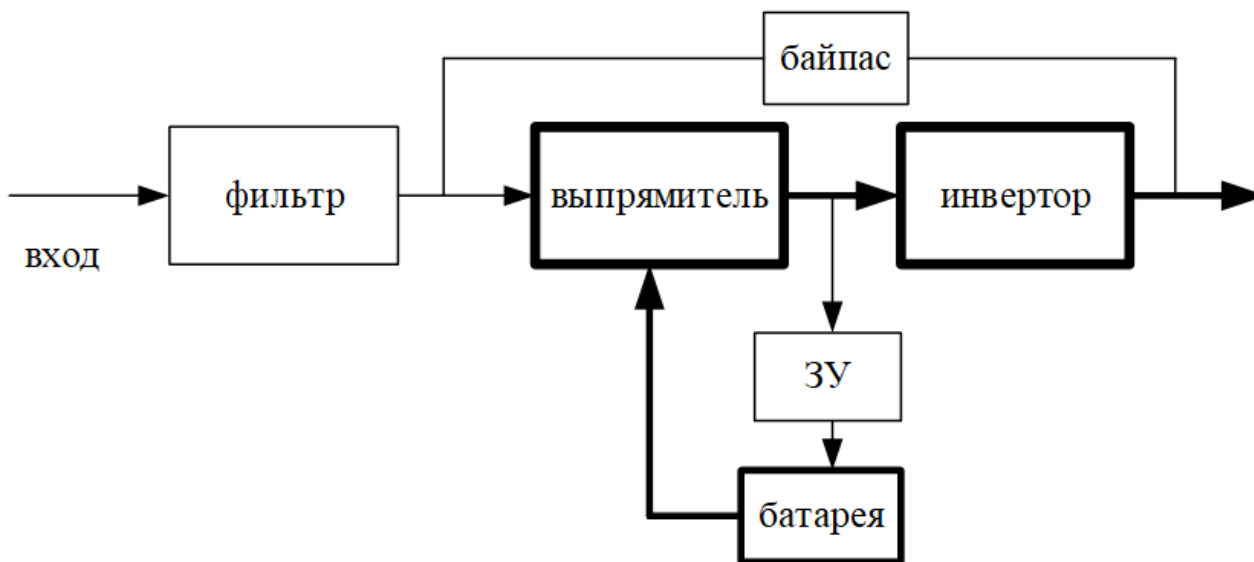 байпас
фильтр
выпрямитель
инвертор
вход
ЗУ
батарея